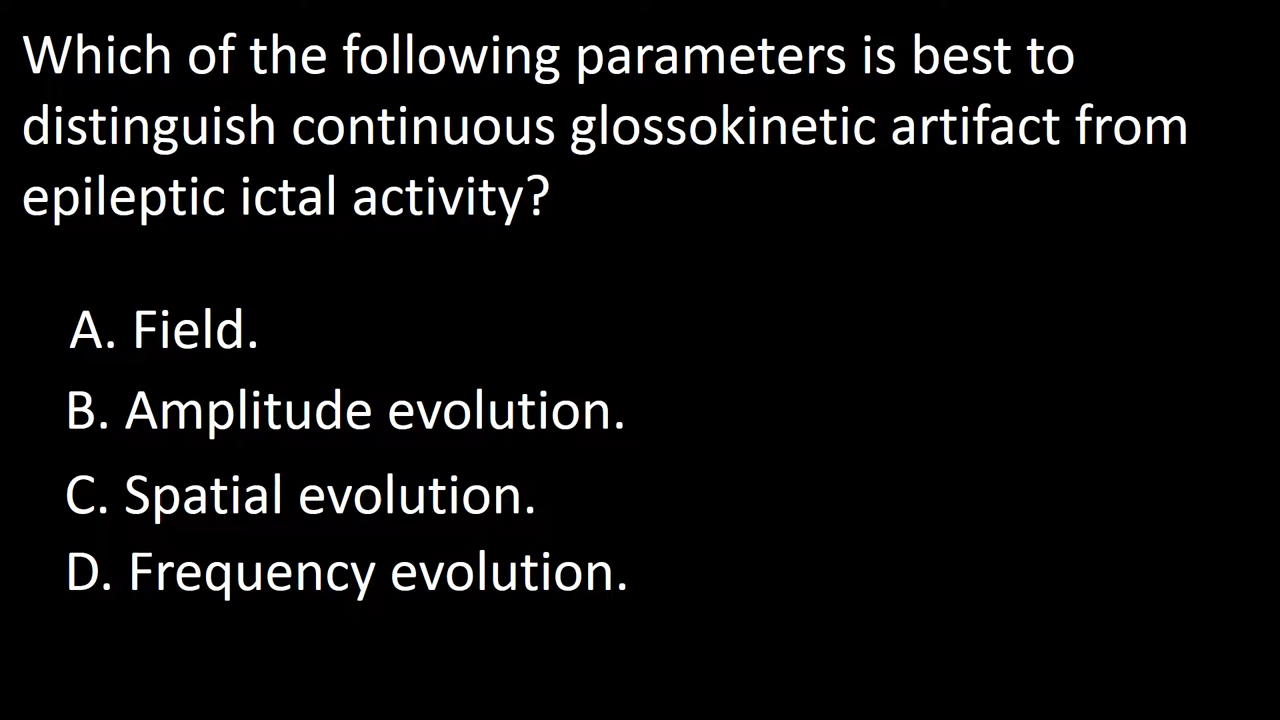 Which of the following parameters is best to
distinguish continuous glossokinetic artifact from
epileptic ictal activity?
A. Field.
B. Amplitude evolution.
C. Spatial evolution.
D. Frequency evolution.